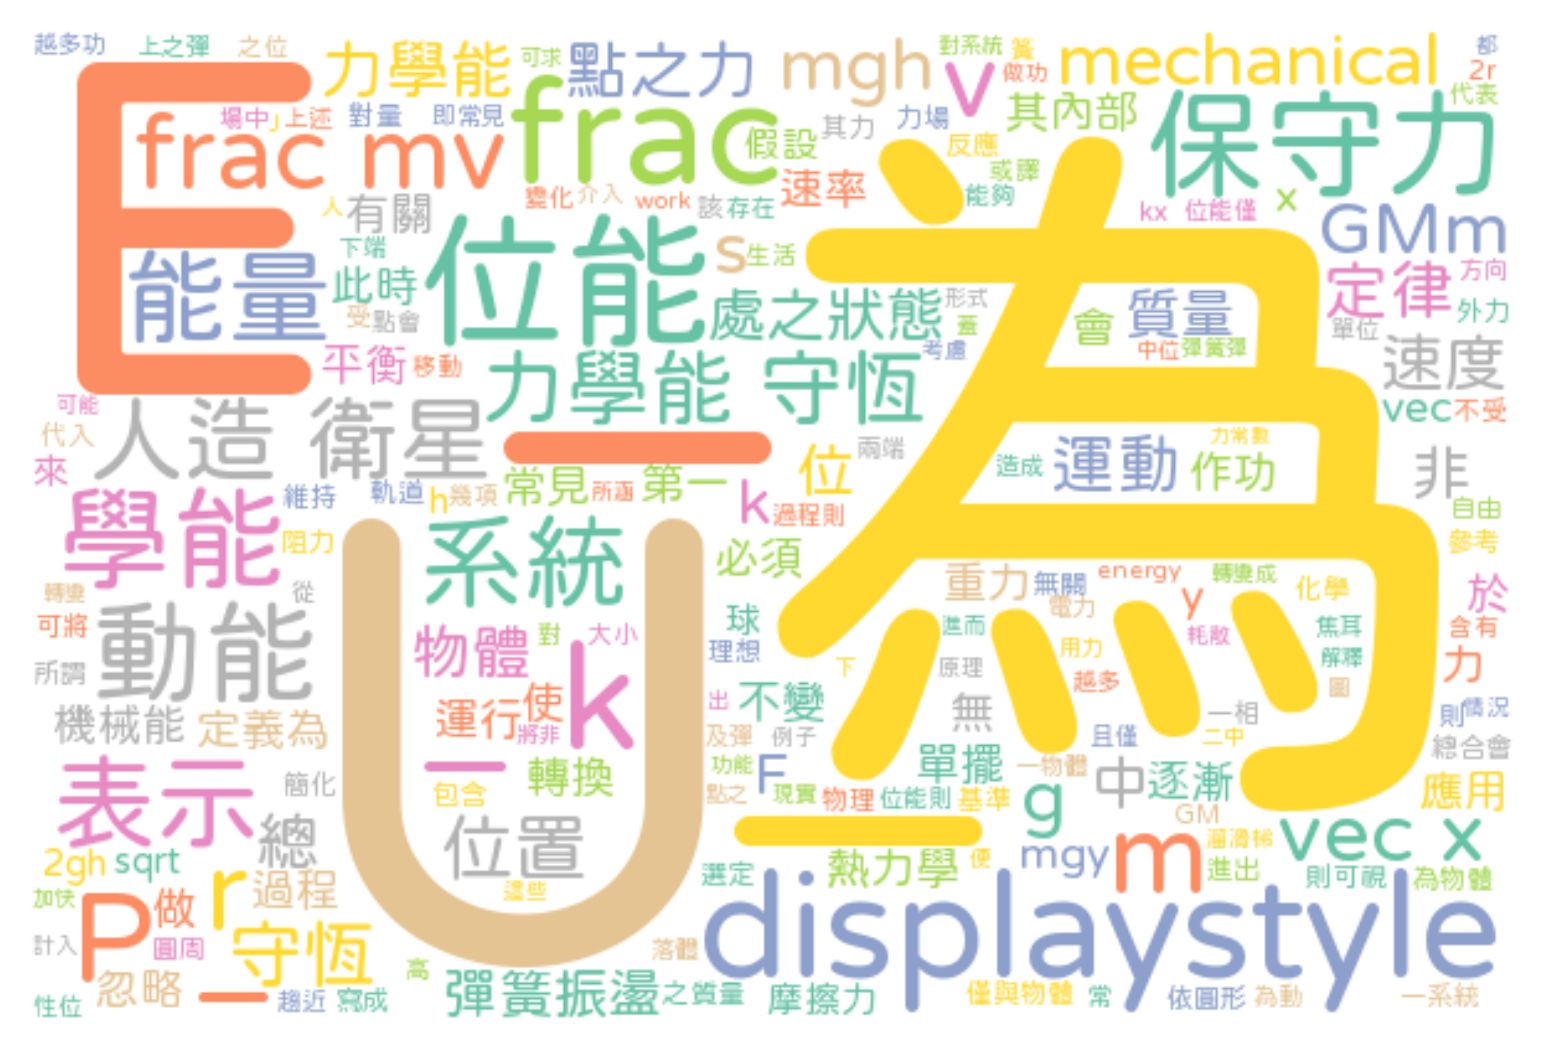 越多功 上之彈 之位 力學能 可求 點之力 mgh v 對系統 簧 做功 mechanical 都 2r
場中 」 上述 對量 即常見 frac 其力 力場 其內部 代表
E frac mv 假設 反應 保守力
人 有關 變化 介入 work 該 存在 速率 能夠 或譯 kx 位能僅 x GMm
能量 下端 此時 位能 s 生活 為 定律 方向
受 點會 處之狀態 形式 蓋 會 質量 單位 外力
平衡 移動 力學能 守恆 考慮 中位 彈簧彈 速度
可能 人造 衛星 vec 不受
代入 一 位 兩端 力常數
來 造成 運動 作功 非
學能 維持 軌道 h 幾項 常見 所涵 第一 k 過程則 自由
阻力 U 系統 必須 參考
轉變 從 重力 無關 energy 轉變成 化學 於
可將 動能 電力 y
物體 對 大小 球 進而 耗散 焦耳 含有
所謂 k 理想 下 原理 用力 解釋 力
機械能 定義為 運行 使 出 不變 越多 圖
將非 及彈 例子 無 且僅 一相 二中 則 情況
表示 簡化 轉換 功能 F 現實 單擺 一物體 中 逐漸 總合會
包含 點之 物理 位能則 基準 g GM 應用
總 位置 mgy m 溜滑梯 vec x
2gh sqrt 選定 熱力學 便 進出 則可視 為物體
加快 P 做 r 過程 這些 displaystyle
計入 圓周 守恆 落體
忽略 高
性位 趨近 寫成 彈簧振盪 之質量 摩擦力 僅與物體 常 依圓形 為動 一系統